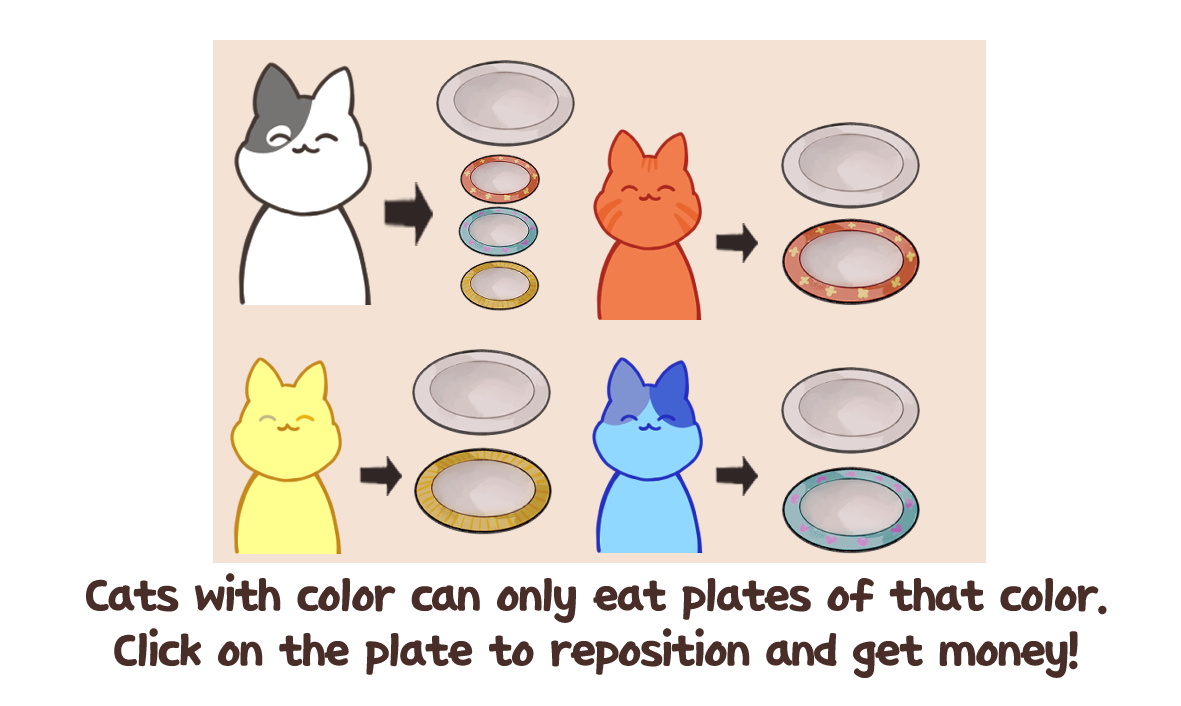 Cats with color can only eat plates of that color.
Click on the plate to reposition and get money!